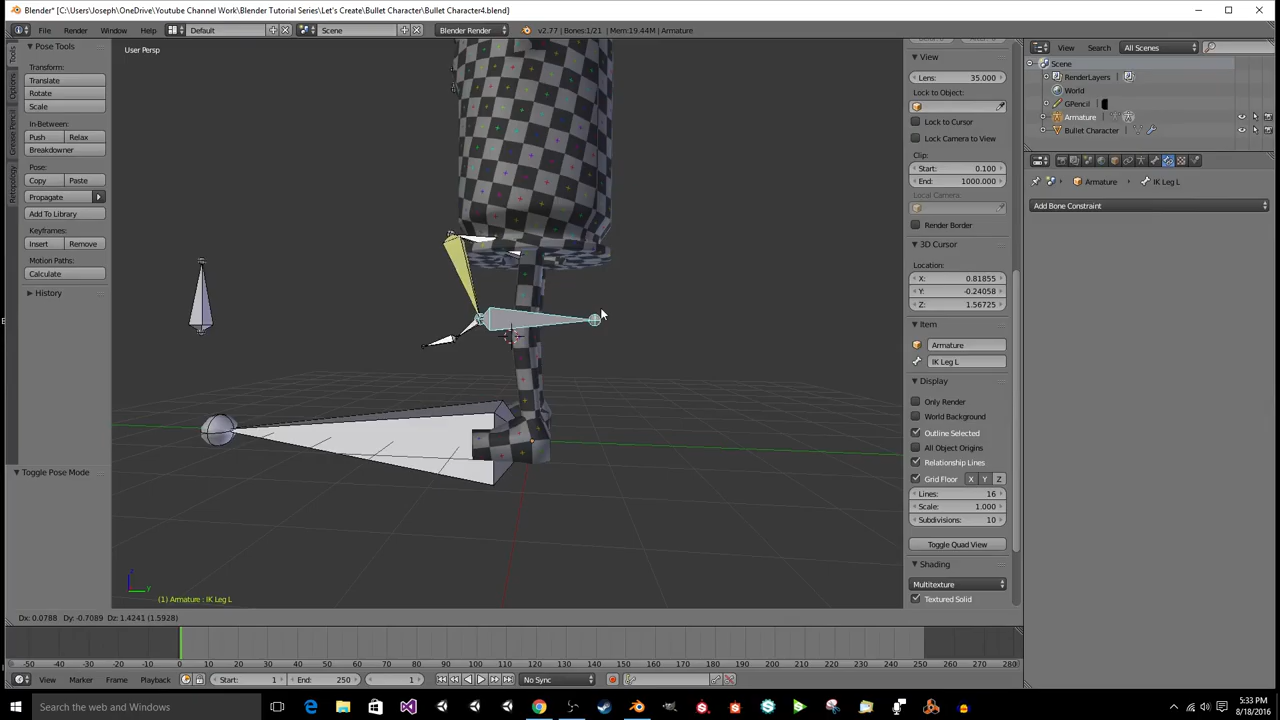 Blender* [C:\Users\Joseph\OneDrive\Youtube Channel Work\Blender Tutorial Series\Let's Create\Bullet Character\Bullet Character4.blend]
File Render Window Help Default Scene Blender Render v2.77 | Bones:1/21 | Mem:19.44M | Armature
Pose Tools
Transform:
Translate
Rotate
Scale
In-Between:
Push Relax
Breakdowner
Pose:
Copy Paste
Propagate
Add To Library
Keyframes:
Insert Remove
Motion Paths:
Calculate
History
Toggle Pose Mode
Tools
Options
Grease Pencil
Retopology
User Persp
(1) Armature : IK Leg L
Dx: 0.0788 Dy: -0.7089 Dz: 1.4241 (1.5928)
View
Lens: 35.000
Lock to Object:
Lock to Cursor
Lock Camera to View
Clip:
Start: 0.100
End: 1000.000
Local Camera:
Render Border
3D Cursor
Location:
X: 0.81855
Y: -0.24058
Z: 1.56725
Item
Armature
IK Leg L
Display
Only Render
World Background
Outline Selected
All Object Origins
Relationship Lines
Grid Floor X Y Z
Lines: 16
Scale: 1.000
Subdivisions: 10
Toggle Quad View
Shading
Multitexture
Textured Solid
View Search All Scenes
Scene
RenderLayers
World
GPencil
Armature
Bullet Character
Armature IK Leg L
Add Bone Constraint
-50 -40 -30 -20 -10 0 10 20 30 40 50 60 70 80 90 100 110 120 130 140 150 160 170 180 190 200 210 220 230 240 250 260 270 280
View Marker Frame Playback Start: 1 End: 250 1 No Sync
Search the web and Windows
5:33 PM
8/18/2016